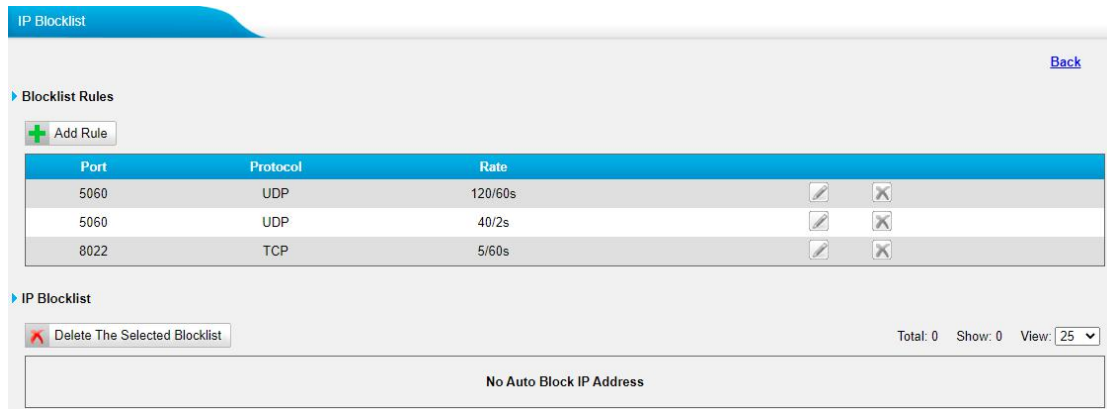 IP Blocklist
Back
Blocklist Rules
Add Rule
Port Protocol Rate
5060 UDP 120/60s
5060 UDP 40/2s
8022 TCP 5/60s
IP Blocklist
Delete The Selected Blocklist Total: 0 Show: 0 View: 25
No Auto Block IP Address